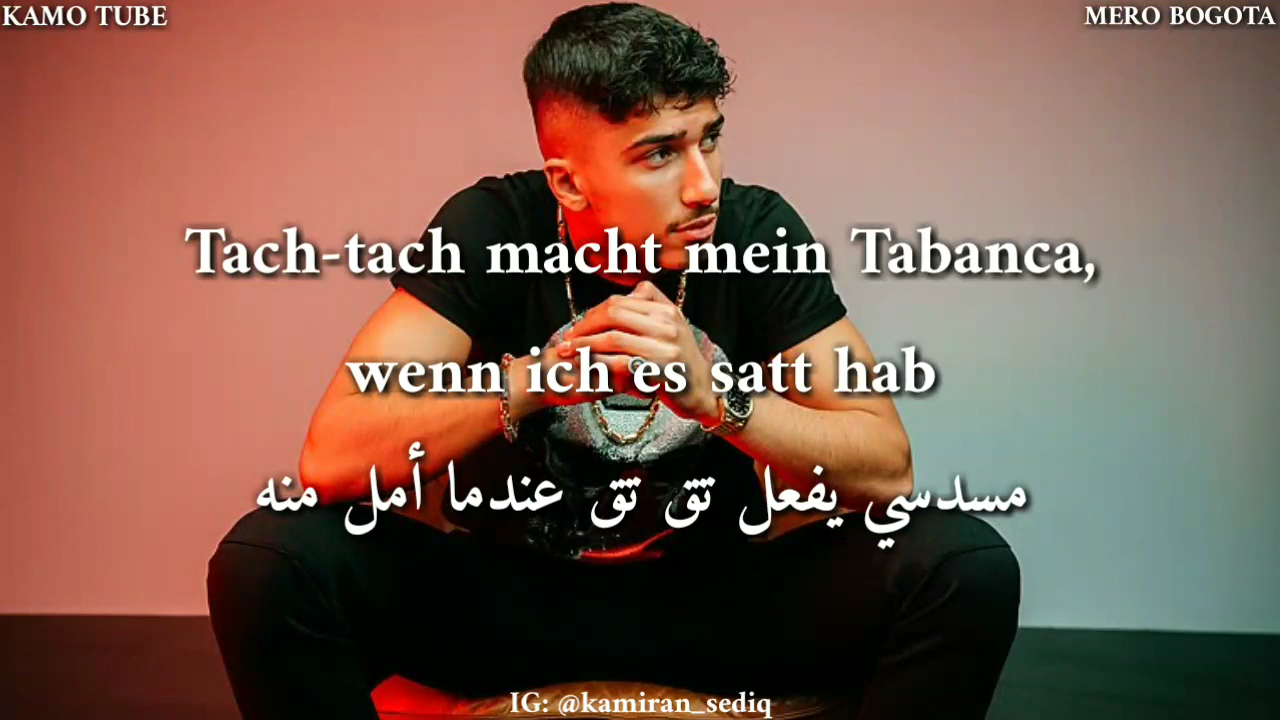 KAMO TUBE
MERO BOGOTA
Tach-tach macht mein Tabanca,
wenn ich es satt hab
مسدسي يفعل تق تق عندما أمل منه
IG: @kamiran_sediq